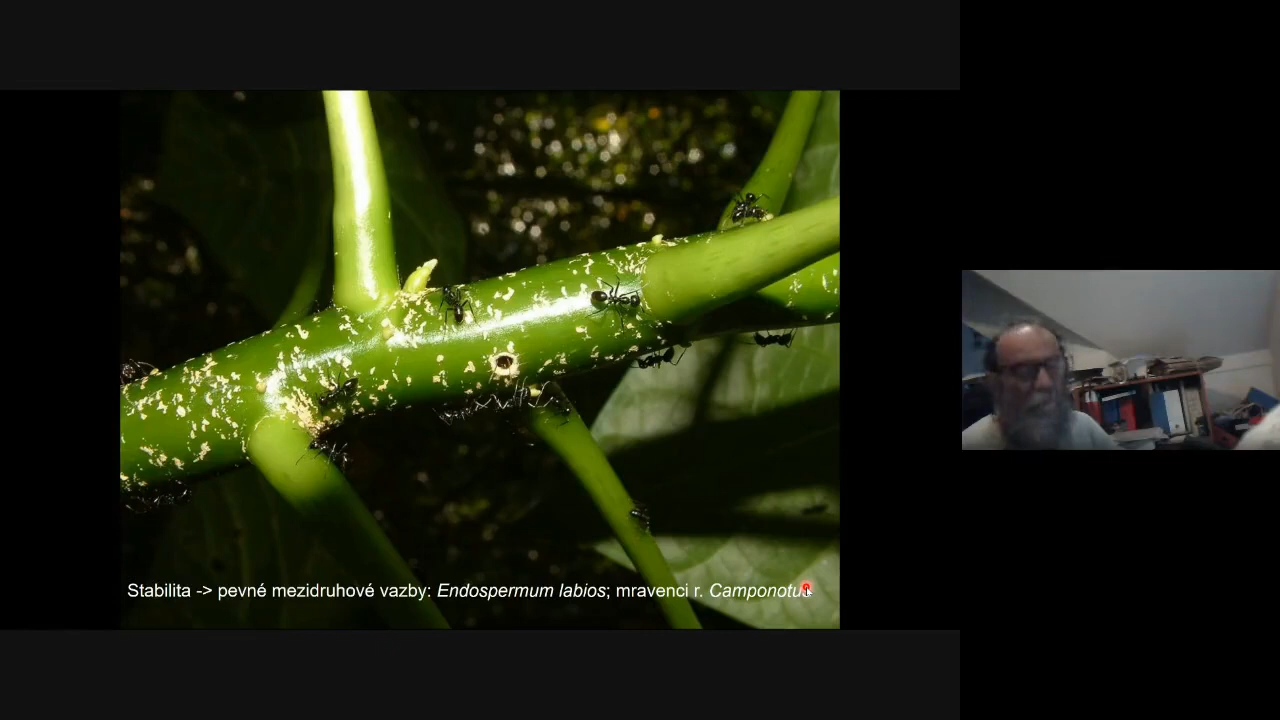 Stabilita -> pevné mezidruhové vazby: Endospermum labios; mravenci r. Camponotus